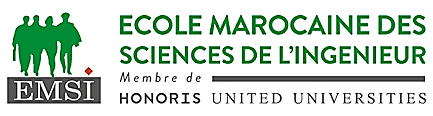 EMSI
ECOLE MAROCAINE DES
SCIENCES DE L'INGENIEUR
Membre de
HONORIS UNITED UNIVERSITIES